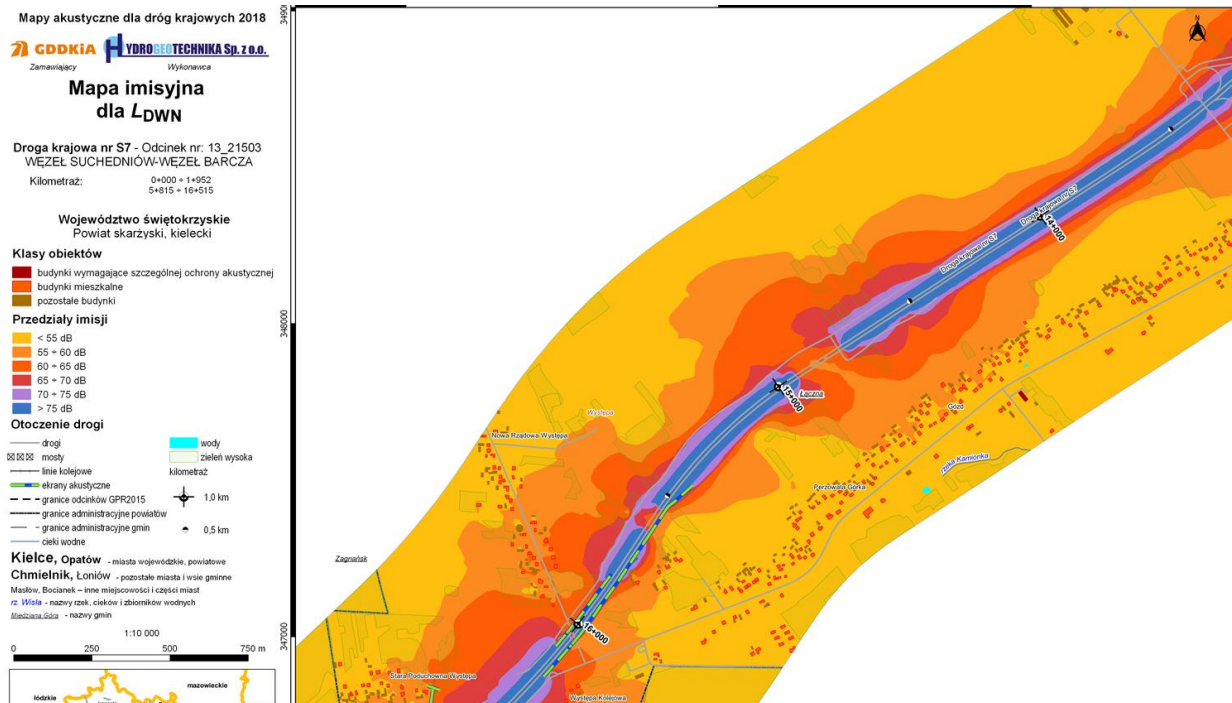 Mapy akustyczne dla dróg krajowych 2018
GDDKiA HYDROGEOTECHNIKA Sp. z o.o.
Zamawiający Wykonawca
Mapa imisyjna
dla LDWN
Droga krajowa nr S7 - Odcinek nr: 13_21503
WĘZEŁ SUCHEDNIÓW-WĘZEŁ BARCZA
Kilometraż: 0+000 ÷ 1+952
5+815 ÷ 16+515
Województwo świętokrzyskie
Powiat skarżyski, kielecki
Klasy obiektów
budynki wymagające szczególnej ochrony akustycznej
budynki mieszkalne
pozostałe budynki
Przedziały imisji
< 55 dB
55 ÷ 60 dB
60 ÷ 65 dB
65 ÷ 70 dB
70 ÷ 75 dB
> 75 dB
Otoczenie drogi
drogi
mosty
linie kolejowe
ekrany akustyczne
granice odcinków GPR2015
granice administracyjne powiatów
granice administracyjne gmin
cieki wodne
wody
zieleń wysoka
kilometraż
1,0 km
0,5 km
Kielce, Opatów - miasta wojewódzkie, powiatowe
Chmielnik, Łoniów - pozostałe miasta i wsie gminne
Masłów, Bocianek – inne miejscowości i części miast
rz. Wisła - nazwy rzek, cieków i zbiorników wodnych
Miedziana Góra - nazwy gmin
1:10 000
0 250 500 750 m
łódzkie
mazowieckie
349000
348000
347000
N
Droga krajowa nr S7
14+000
Droga krajowa nr S7
15+000
Łączna
Występa
Nowa Rządowa Występa
Gózd
rzeka Kamionka
Perzowata Górka
Zagnańsk
16+000
Stara Poduchowna Występa
Występa Kolejowa